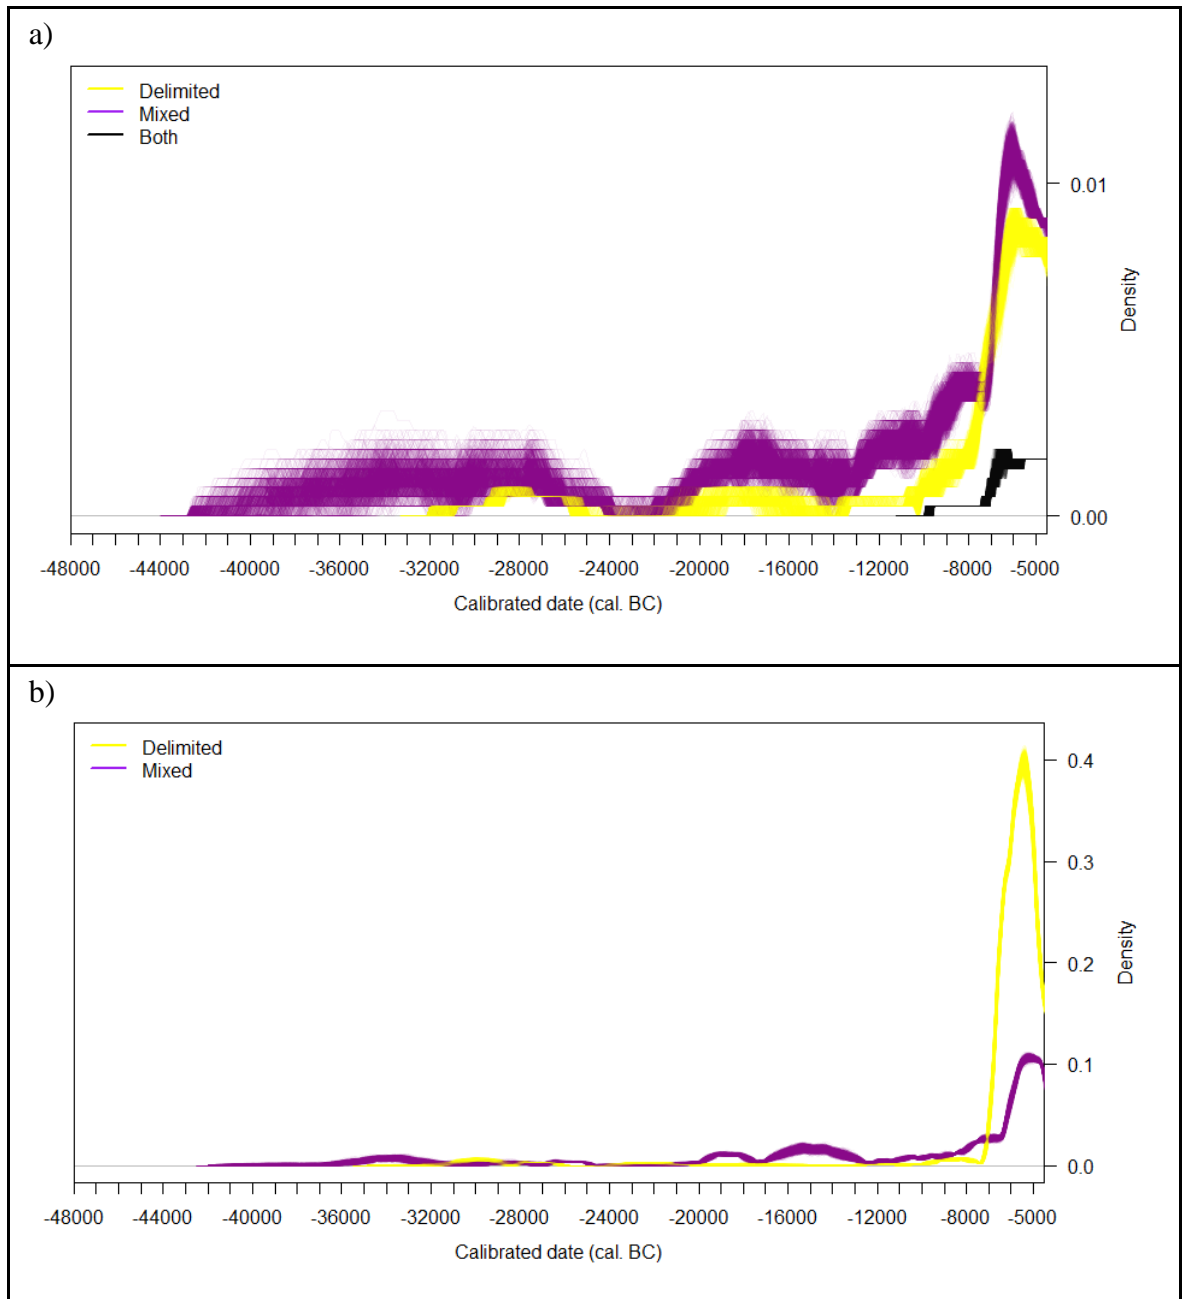 a)
Delimited
Mixed
Both
0.01
0.00
Density
-48000 -44000 -40000 -36000 -32000 -28000 -24000 -20000 -16000 -12000 -8000 -5000
Calibrated date (cal. BC)
b)
Delimited
Mixed
0.4
0.3
0.2
0.1
0.0
Density
-48000 -44000 -40000 -36000 -32000 -28000 -24000 -20000 -16000 -12000 -8000 -5000
Calibrated date (cal. BC)